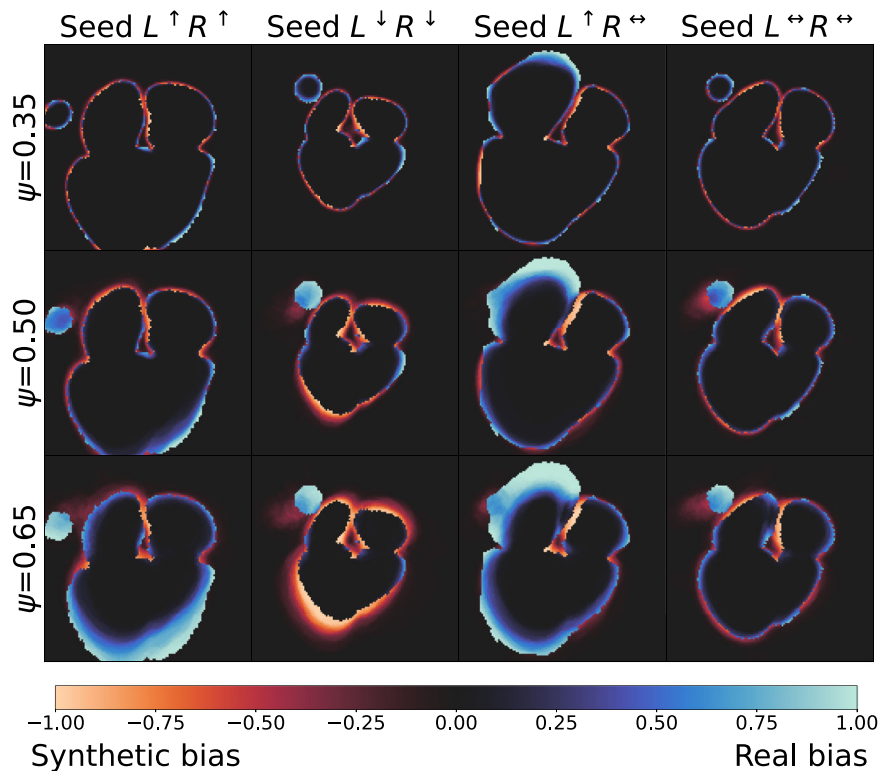 Seed L ↑ R ↑ Seed L ↓ R ↓ Seed L ↑ R ↔ Seed L ↔ R ↔
ψ=0.35
ψ=0.50
ψ=0.65
−1.00 −0.75 −0.50 −0.25 0.00 0.25 0.50 0.75 1.00
Synthetic bias Real bias